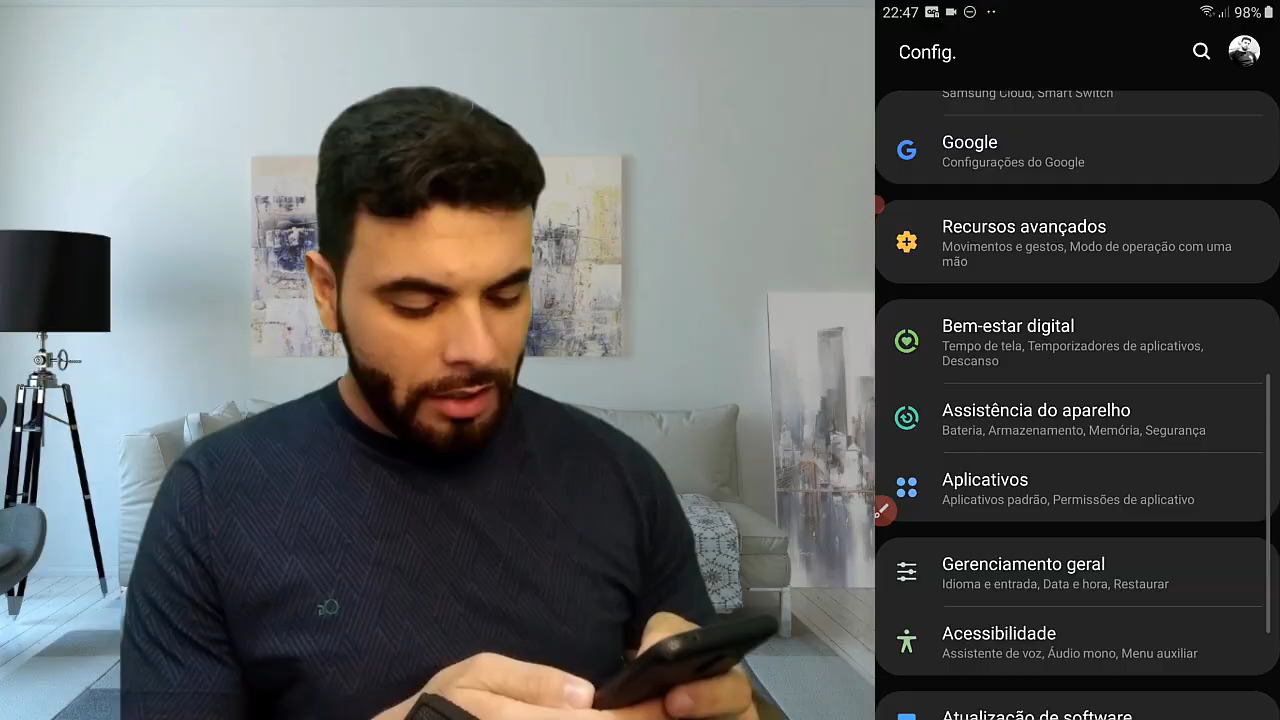 22:47
98%
Config.
Samsung Cloud, Smart Switch
Google
Configurações do Google
Recursos avançados
Movimentos e gestos, Modo de operação com uma
mão
Bem-estar digital
Tempo de tela, Temporizadores de aplicativos,
Descanso
Assistência do aparelho
Bateria, Armazenamento, Memória, Segurança
Aplicativos
Aplicativos padrão, Permissões de aplicativo
Gerenciamento geral
Idioma e entrada, Data e hora, Restaurar
Acessibilidade
Assistente de voz, Áudio mono, Menu auxiliar
Atualização de software